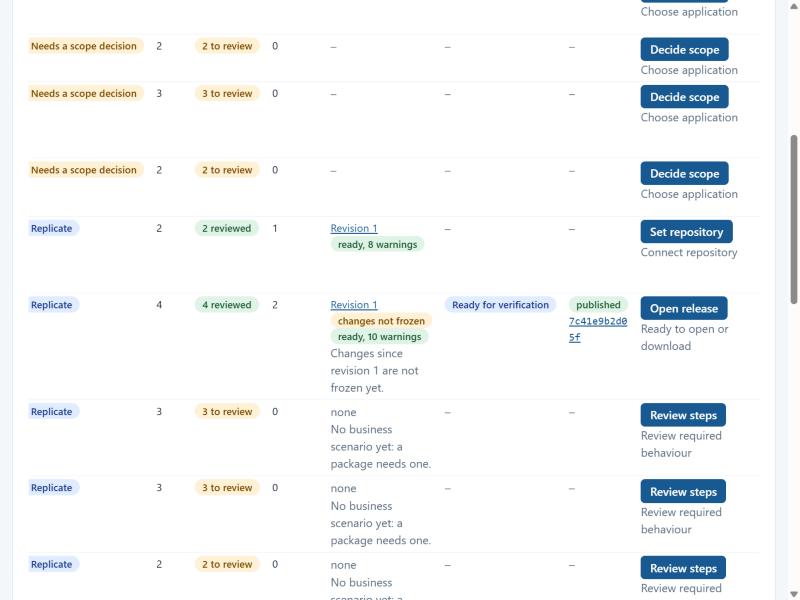 Choose application
Needs a scope decision 2 2 to review 0 – – – Decide scope
Choose application
Needs a scope decision 3 3 to review 0 – – – Decide scope
Choose application
Needs a scope decision 2 2 to review 0 – – – Decide scope
Choose application
Replicate 2 2 reviewed 1 Revision 1 – – Set repository
ready, 8 warnings
Connect repository
Replicate 4 4 reviewed 2 Revision 1 Ready for verification published Open release
changes not frozen 7c41e9b2d0
ready, 10 warnings 5f Ready to open or
Changes since download
revision 1 are not
frozen yet.
Replicate 3 3 to review 0 none – – Review steps
No business Review required
scenario yet: a behaviour
package needs one.
Replicate 3 3 to review 0 none – – Review steps
No business Review required
scenario yet: a behaviour
package needs one.
Replicate 2 2 to review 0 none – – Review steps
No business Review required
scenario yet: a